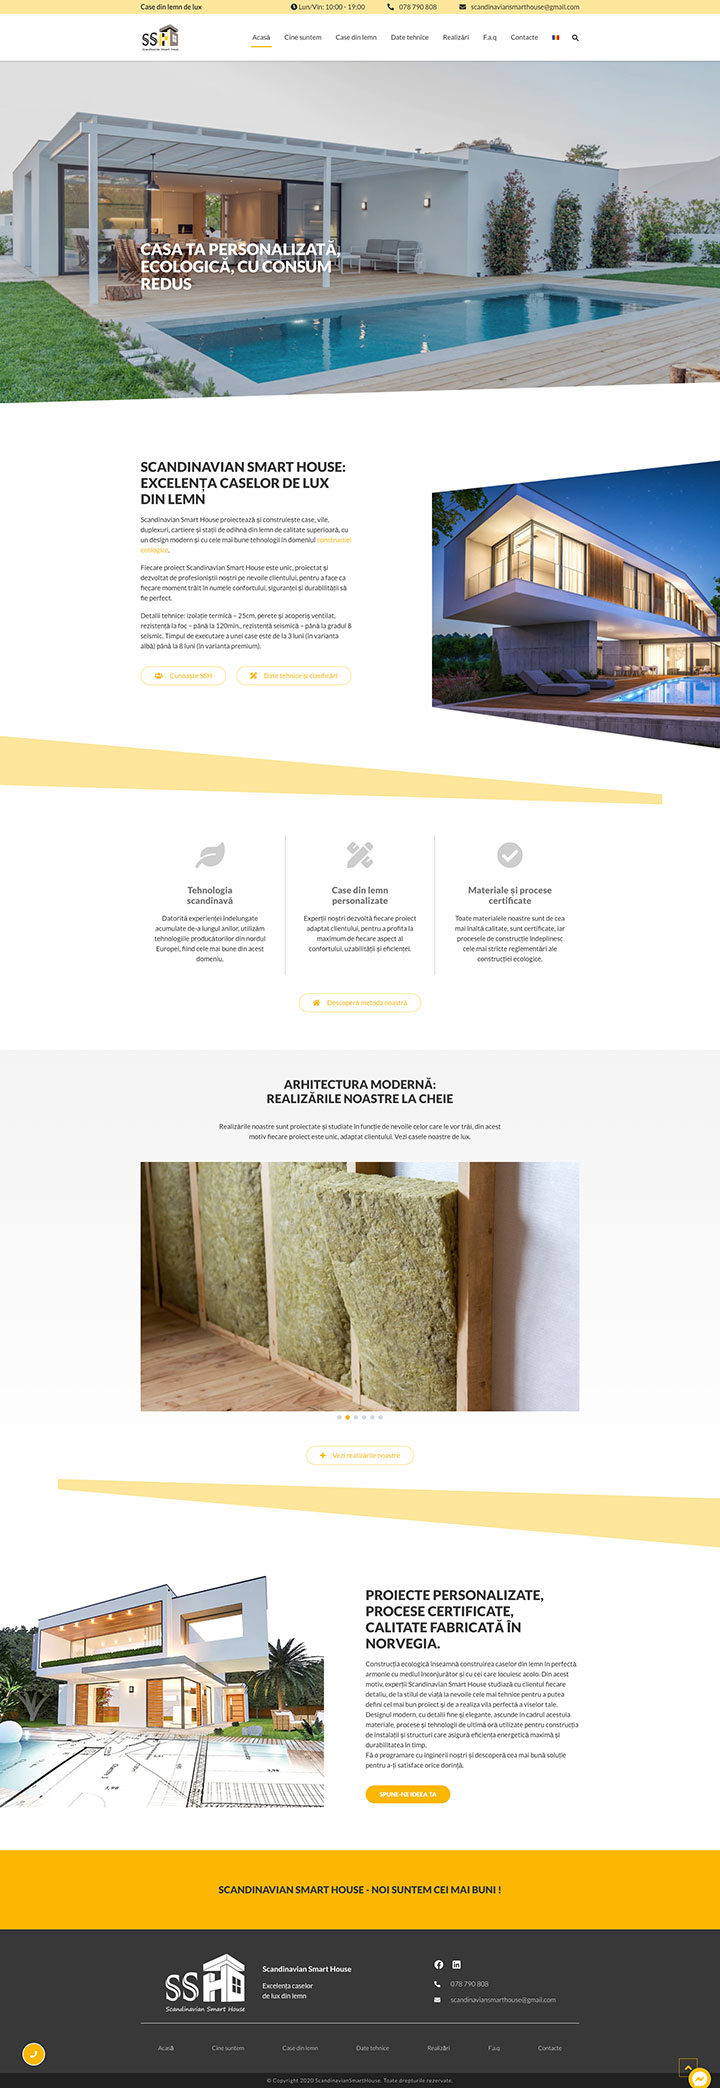 Case din lemn de lux
Lun/Vin: 10:00 - 19:00
078 790 808
scandinaviansmarthouse@gmail.com
SSH
Scandinavian Smart House
Acasă
Cine suntem
Case din lemn
Date tehnice
Realizări
F.a.q
Contacte
CASA TA PERSONALIZATĂ,
ECOLOGICĂ, CU CONSUM
REDUS
SCANDINAVIAN SMART HOUSE:
EXCELENȚA CASELOR DE LUX
DIN LEMN
Scandinavian Smart House proiectează și construiește case, vile,
duplexuri, cartiere și stații de odihnă din lemn de calitate superioară, cu
un design modern și cu cele mai bune tehnologii în domeniul construcției
ecologice.
Fiecare proiect Scandinavian Smart House este unic, proiectat și
dezvoltat de profesioniștii noștri pe nevoile clientului, pentru a face ca
fiecare moment trăit în numele confortului, siguranței și durabilității să
fie perfect.
Detalii tehnice: izolație termică – 25cm, perete și acoperiș ventilat,
rezistență la foc – până la 120min., rezistență seismică – până la gradul 8
seismic. Timpul de executare a unei case este de la 3 luni (în varianta
albă) până la 8 luni (în varianta premium).
Cunoaște SSH
Date tehnice și clasificări
Tehnologia
scandinavă
Datorită experienței îndelungate
acumulate de-a lungul anilor, utilizăm
tehnologiile producătorilor din nordul
Europei, fiind cele mai bune din acest
domeniu.
Case din lemn
personalizate
Experții noștri dezvoltă fiecare proiect
adaptat clientului, pentru a profita la
maximum de fiecare aspect al
confortului, uzabilității și eficienței.
Materiale și procese
certificate
Toate materialele noastre sunt de cea
mai înaltă calitate, sunt certificate, iar
procesele de construcție îndeplinesc
cele mai stricte reglementări ale
construcției ecologice.
Descoperă metoda noastră
ARHITECTURA MODERNĂ:
REALIZĂRILE NOASTRE LA CHEIE
Realizările noastre sunt proiectate și studiate în funcție de nevoile celor care le vor trăi, din acest
motiv fiecare proiect este unic, adaptat clientului. Vezi casele noastre de lux.
Vezi realizările noastre
PROIECTE PERSONALIZATE,
PROCESE CERTIFICATE,
CALITATE FABRICATĂ ÎN
NORVEGIA.
Construcția ecologică înseamnă construirea caselor din lemn în perfectă
armonie cu mediul înconjurător și cu cei care locuiesc acolo. Din acest
motiv, experții Scandinavian Smart House studiază cu clientul fiecare
detaliu, de la stilul de viață la nevoile cele mai tehnice pentru a putea
defini cel mai bun proiect și de a realiza vila perfectă a viselor tale.
Designul modern, cu detalii fine și elegante, ascunde în cadrul acestuia
materiale, procese și tehnologii de ultimă oră utilizate pentru construcția
de instalații și structuri care asigură eficiența energetică maximă și
durabilitatea în timp.
Fă o programare cu inginerii noștri și descoperă cea mai bună soluție
pentru a-ți satisface orice dorință.
SPUNE-NE IDEEA TA
SCANDINAVIAN SMART HOUSE - NOI SUNTEM CEI MAI BUNI !
SSH
Scandinavian Smart House
Scandinavian Smart House
Excelența caselor
de lux din lemn
078 790 808
scandinaviansmarthouse@gmail.com
Acasă
Cine suntem
Case din lemn
Date tehnice
Realizări
F.a.q
Contacte
© Copyright 2020 ScandinavianSmartHouse. Toate drepturile rezervate.